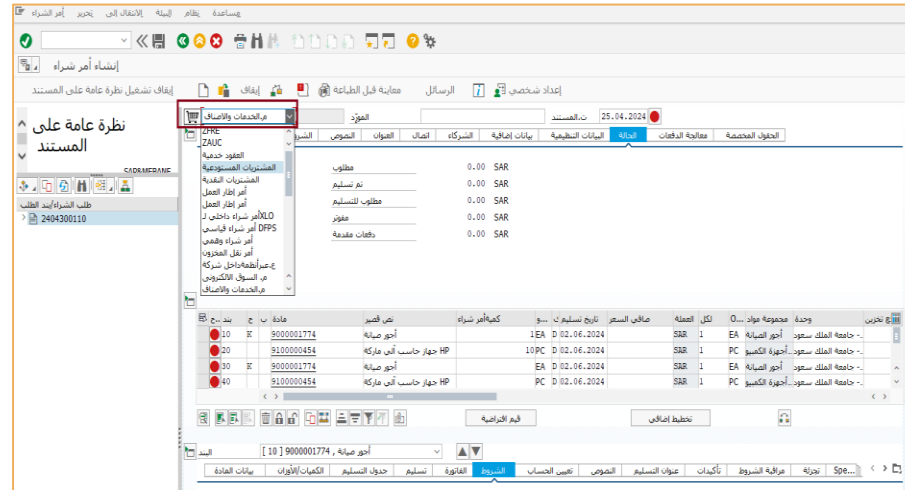 أمر الشراء تحرير الانتقال إلى البيئة نظام مساعدة
إنشاء أمر شراء
إيقاف تشغيل نظرة عامة على المستند إيقاف معاينة قبل الطباعة الرسائل إعداد شخصي
م.الخدمات والاصناف المورّد ت.المستند 25.04.2024
نظرة عامة على المستند
النصوص العنوان اتصال الشركاء بيانات إضافية البيانات التنظيمية الحالة معالجة الدفعات الحقول المخصصة
طلب الشراء/بند الطلب
2404300110
ZFRE
ZAUC
العقود خدمية
المشتريات المستودعية
المشتريات النقدية
أمر إطار العمل
أمر إطار العمل
XLOأمر شراء داخلي لـ
DFPS أمر شراء قياسي
أمر شراء وهمي
أمر نقل المخزون
ع.عبرأنظمةداخل شركة
م. السوق الالكتروني
م.الخدمات والاصناف
مطلوب 0.00 SAR
تم تسليم 0.00 SAR
مطلوب للتسليم 0.00 SAR
مفوتر 0.00 SAR
دفعات مقدمة 0.00 SAR
ح.. بند ح ب مادة نص قصير كميةأمر شراء و... تاريخ تسليم ت صافي السعر العملة لكل O... مجموعة مواد وحدة ع تخزين
10 K 9000001774 أجور صيانة 1 EA D 02.06.2024 SAR 1 EA أجور الصيانة جامعة الملك سعود -..
20 9100000454 جهاز حاسب آلي ماركة HP 10 PC D 02.06.2024 SAR 1 PC أجهزة الكمبيو.. جامعة الملك سعود -..
30 K 9000001774 أجور صيانة EA D 02.06.2024 SAR 1 EA أجور الصيانة جامعة الملك سعود -..
40 9100000454 جهاز حاسب آلي ماركة HP PC D 02.06.2024 SAR 1 PC أجهزة الكمبيو.. جامعة الملك سعود -..
قيم افتراضية تخطيط إضافي
البند [ 10 ] 9000001774 , أجور صيانة
بيانات المادة الكميات/الأوزان جدول التسليم تسليم الفاتورة الشروط تعيين الحساب النصوص عنوان التسليم تأكيدات مراقبة الشروط تجزئة Spe...